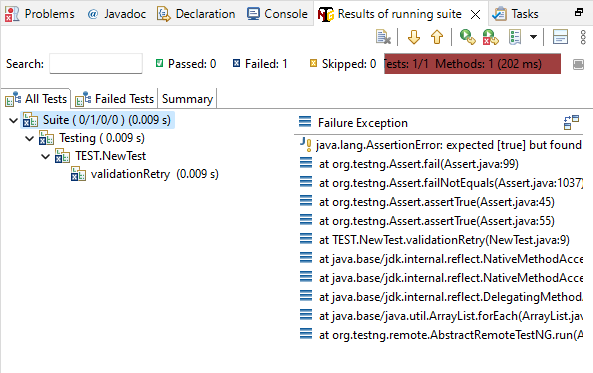 Problems @ Javadoc Declaration Console Results of running suite Tasks
Search: Passed: 0 Failed: 1 Skipped: 0 Tests: 1/1 Methods: 1 (202 ms)
All Tests Failed Tests Summary
Suite ( 0/1/0/0 ) (0.009 s)
Testing ( 0.009 s)
TEST.NewTest
validationRetry (0.009 s)
Failure Exception
java.lang.AssertionError: expected [true] but found
at org.testng.Assert.fail(Assert.java:99)
at org.testng.Assert.failNotEquals(Assert.java:1037)
at org.testng.Assert.assertTrue(Assert.java:45)
at org.testng.Assert.assertTrue(Assert.java:55)
at TEST.NewTest.validationRetry(NewTest.java:9)
at java.base/jdk.internal.reflect.NativeMethodAcce
at java.base/jdk.internal.reflect.NativeMethodAcce
at java.base/jdk.internal.reflect.DelegatingMethodA
at java.base/java.util.ArrayList.forEach(ArrayList.jav
at org.testng.remote.AbstractRemoteTestNG.run(A